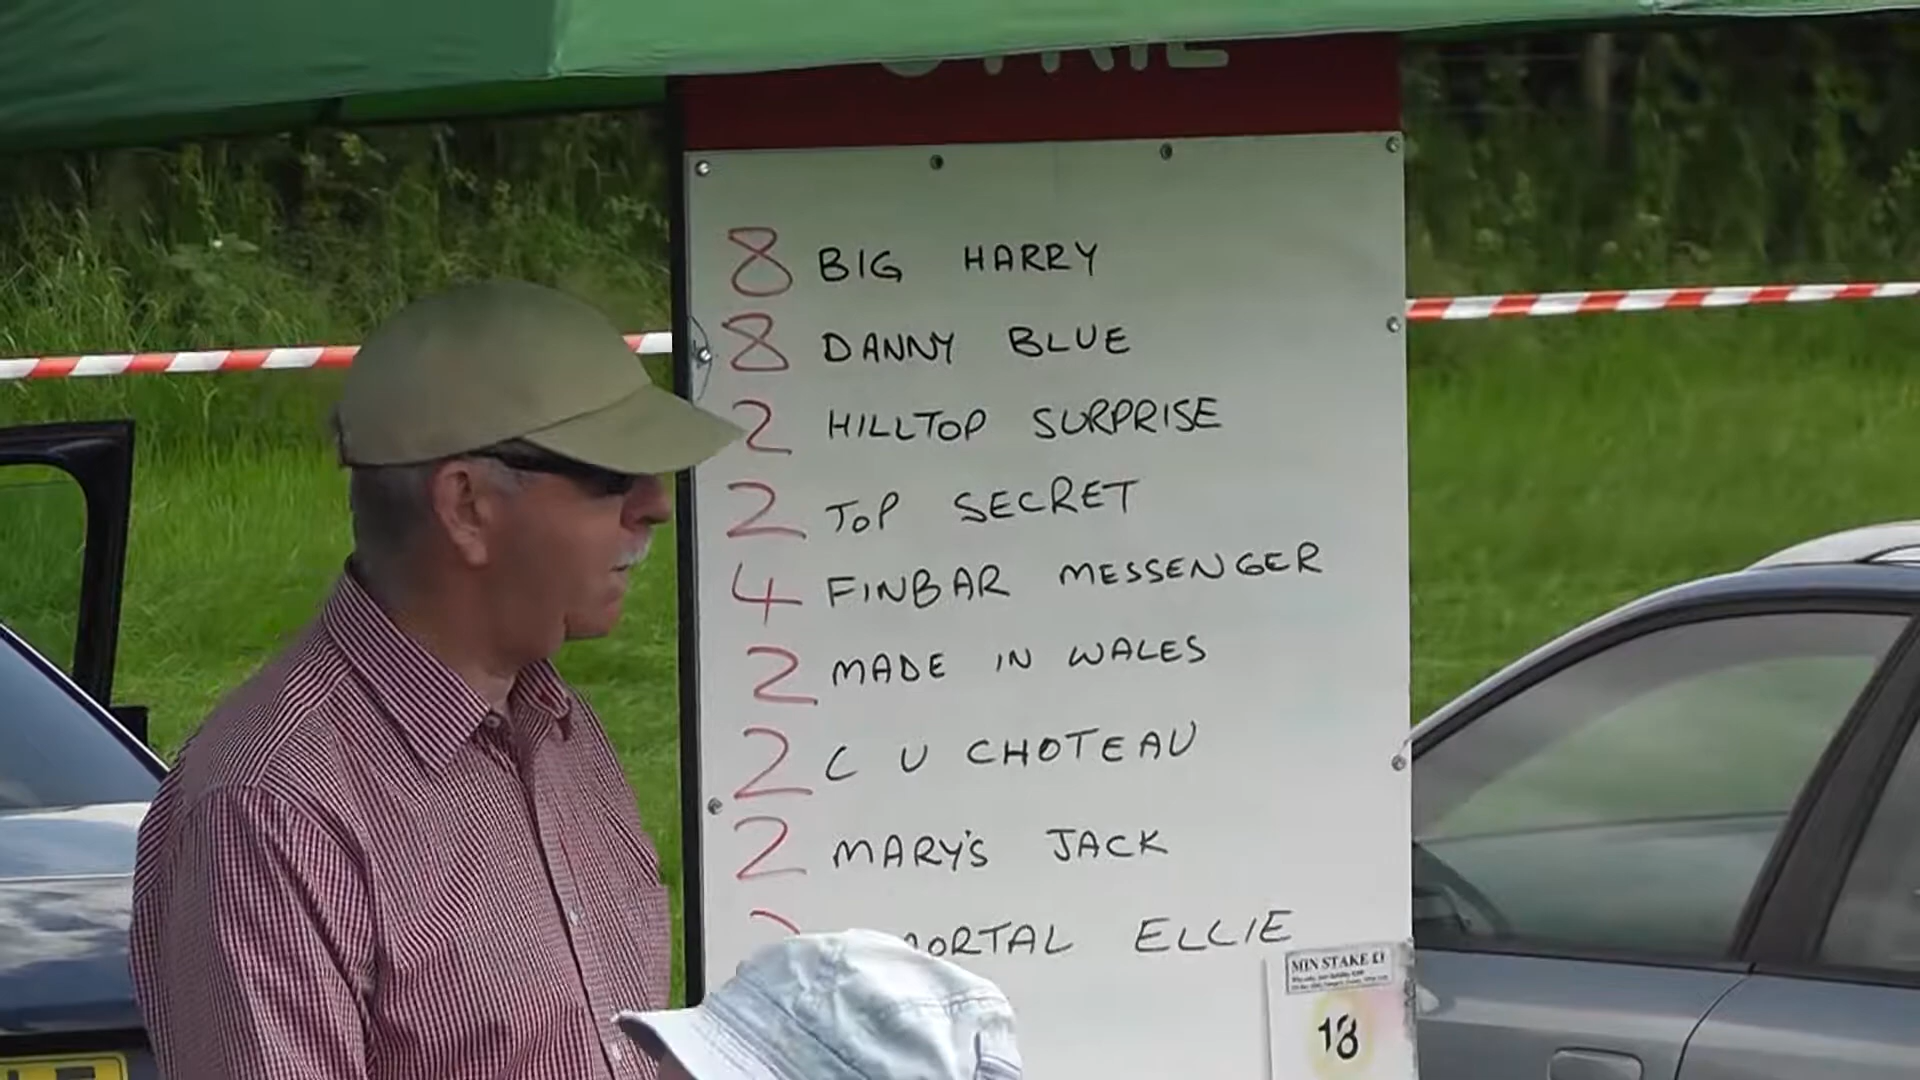 8 BIG HARRY
8 DANNY BLUE
2 HILLTOP SURPRISE
2 TOP SECRET
4 FINBAR MESSENGER
2 MADE IN WALES
2 C U CHOTEAU
2 MARY'S JACK
ELLIE
MIN STAKE £1
18